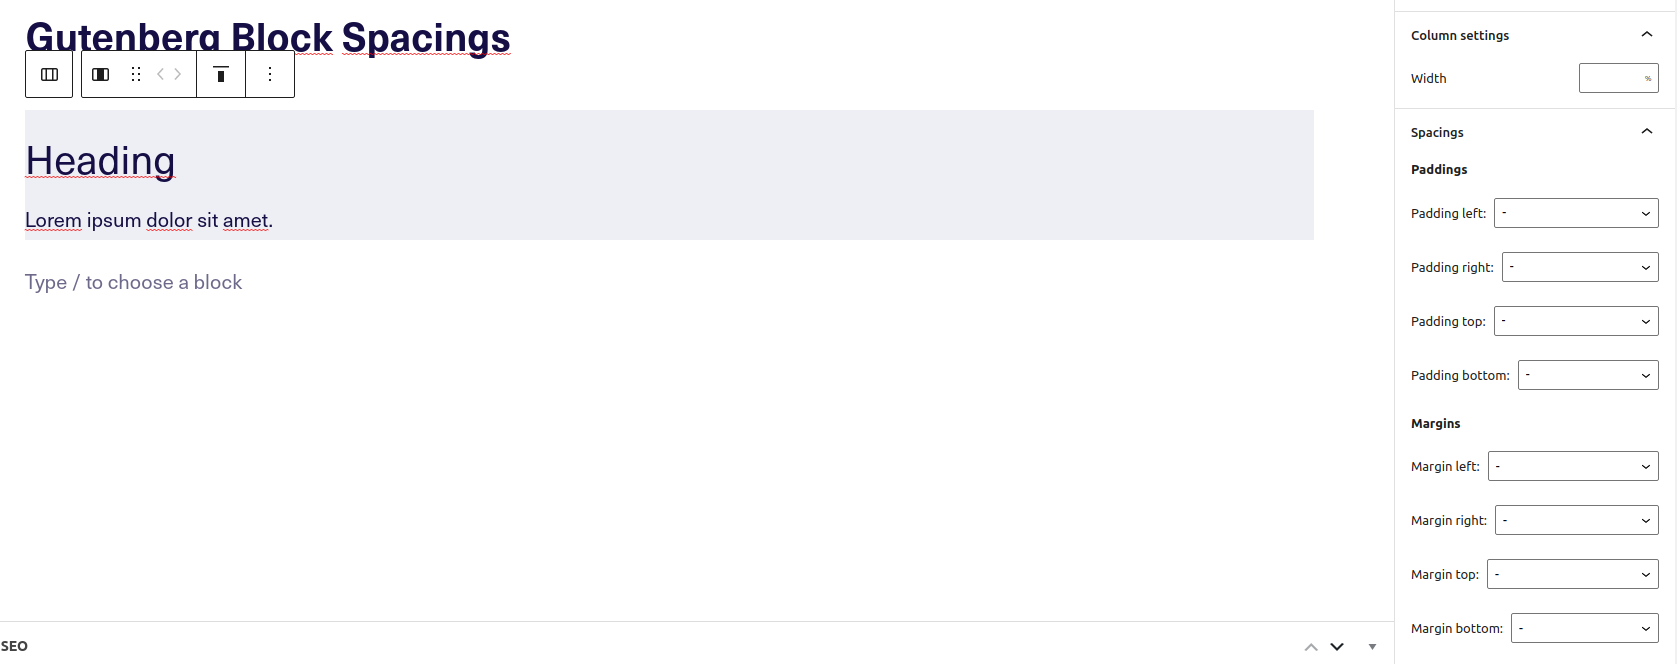 Gutenberg Block Spacings
Heading
Lorem ipsum dolor sit amet.
Type / to choose a block
SEO
Column settings
Width
%
Spacings
Paddings
Padding left: -
Padding right: -
Padding top: -
Padding bottom: -
Margins
Margin left: -
Margin right: -
Margin top: -
Margin bottom: -